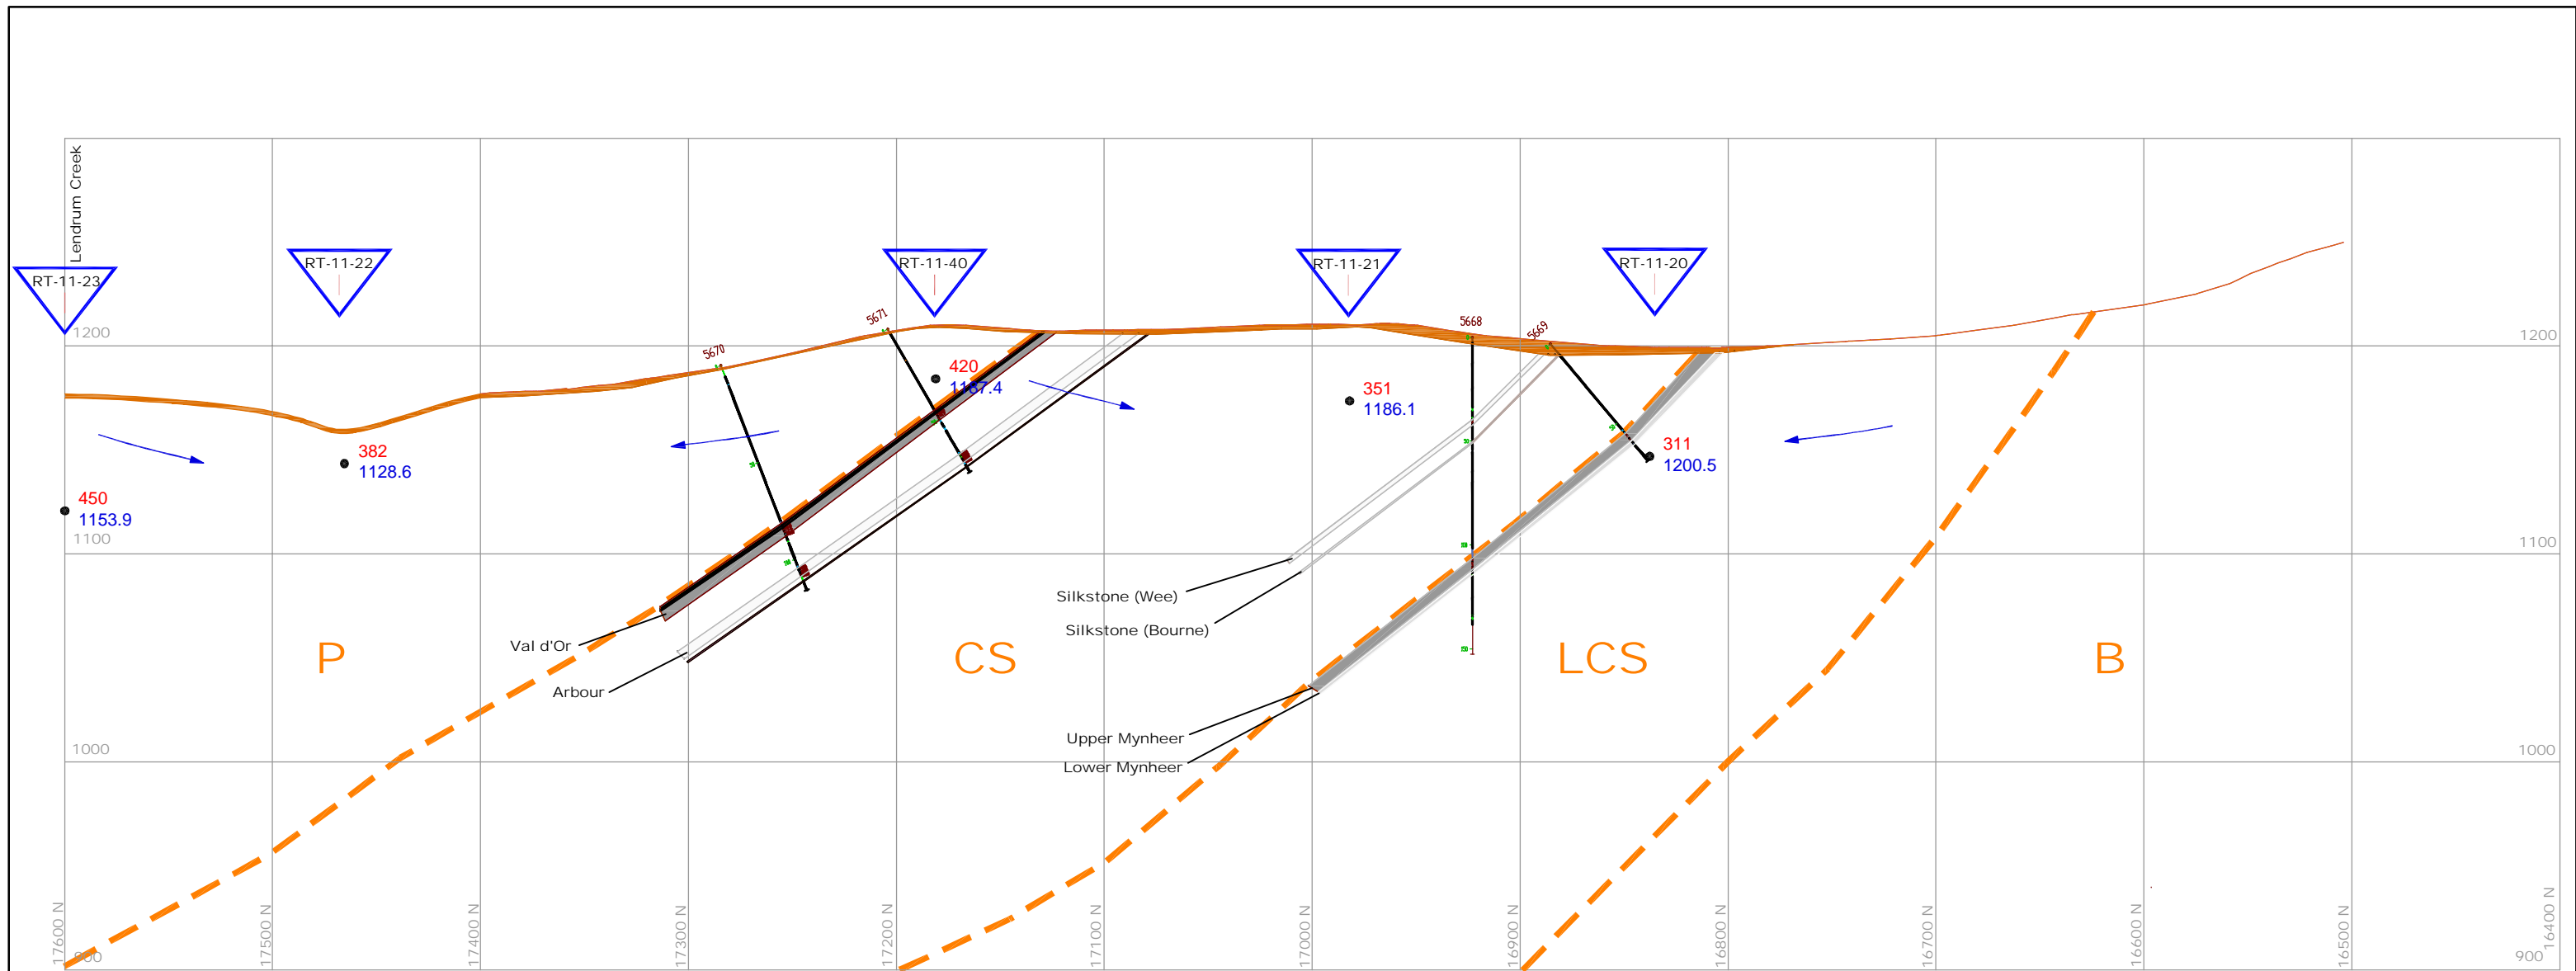 Lendrum Creek
RT-11-23
RT-11-22
RT-11-40
RT-11-21
RT-11-20
1200
1200
5670
5671
5668
5669
420
1187.4
351
1186.1
382
1128.6
311
1200.5
450
1153.9
1100
1100
Silkstone (Wee)
Silkstone (Bourne)
Val d'Or
Arbour
P
CS
LCS
B
Upper Mynheer
Lower Mynheer
1000
1000
17600 N
17500 N
17400 N
17300 N
17200 N
17100 N
17000 N
16900 N
16800 N
16700 N
16600 N
16500 N
16400 N
900
900